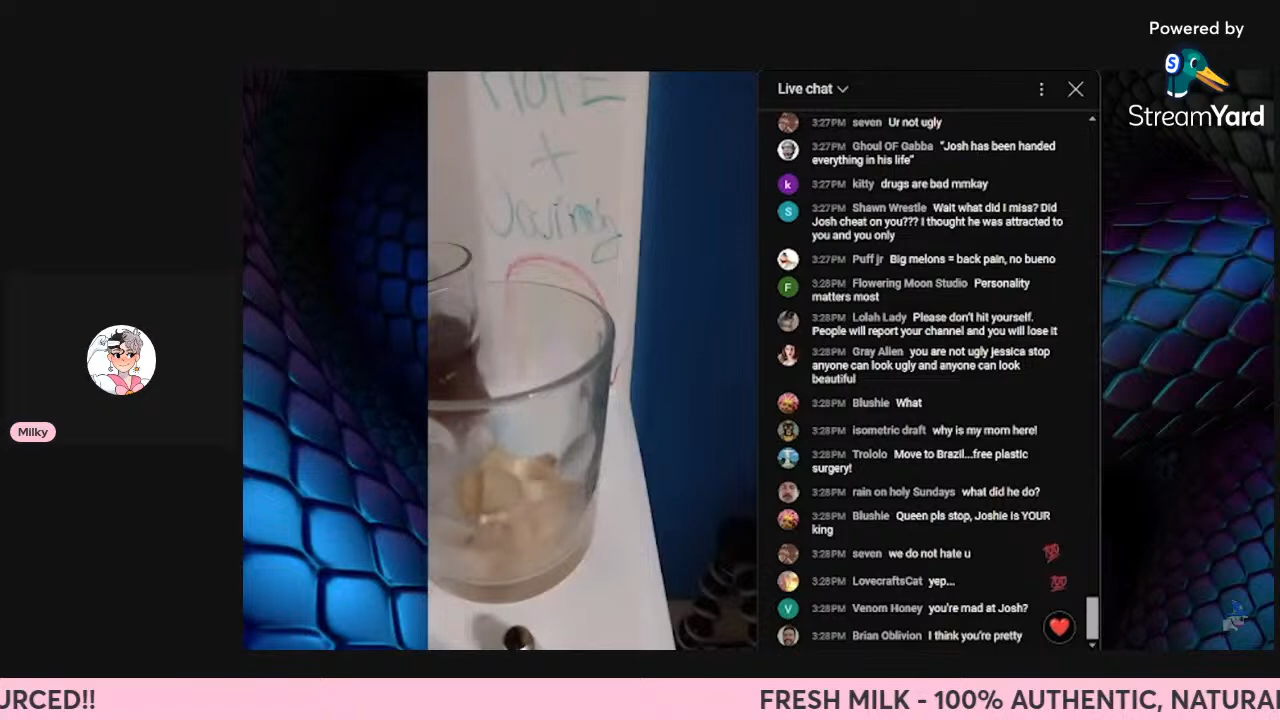 Powered by
StreamYard
Live chat
3:27PM seven Ur not ugly
3:27PM Ghoul OF Gabba "Josh has been handed
everything in his life"
3:27PM kitty drugs are bad mmkay
3:27PM Shawn Wrestle Wait what did I miss? Did
Josh cheat on you??? I thought he was attracted to
you and you only
3:27PM Puff jr Big melons = back pain, no bueno
3:28PM Flowering Moon Studio Personality
matters most
3:28PM Lolah Lady Please don't hit yourself.
People will report your channel and you will lose it
3:28PM Gray Alien you are not ugly jessica stop
anyone can look ugly and anyone can look
beautiful
3:28PM Blushie What
3:28PM isometric draft why is my mom here!
3:28PM Trololo Move to Brazil...free plastic
surgery!
3:28PM rain on holy Sundays what did he do?
3:28PM Blushie Queen pls stop, Joshie is YOUR
king
3:28PM seven we do not hate u
3:28PM LovecraftsCat yep...
3:28PM Venom Honey you're mad at Josh?
3:28PM Brian Oblivion I think you're pretty
+
Milky
URCED!!
FRESH MILK - 100% AUTHENTIC, NATURAL